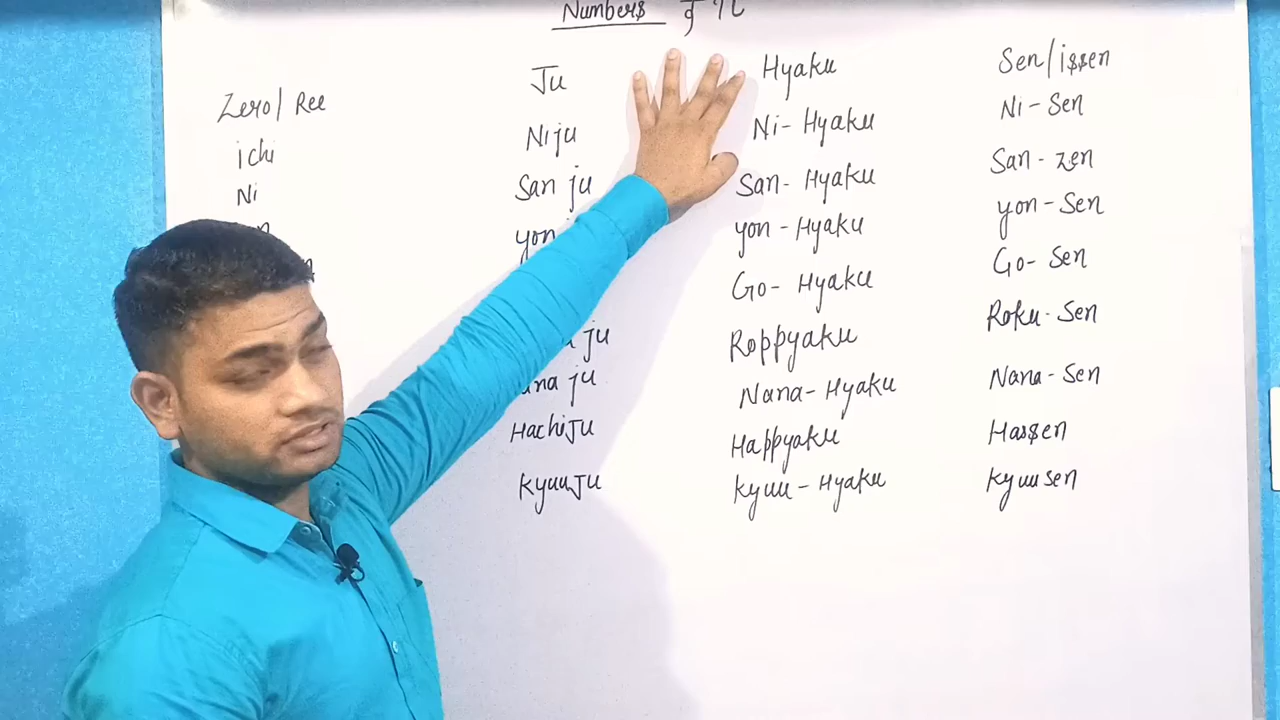 Numbers
Zero/Ree
ichi
Ni
Ju
Niju
San ju
yon
ju
ju
HachiJu
KyuuJu
Hyaku
Ni-Hyaku
San-Hyaku
yon-Hyaku
Go-Hyaku
Roppyaku
Nana-Hyaku
Happyaku
Kyuu-Hyaku
Sen/issen
Ni-Sen
San-zen
yon-Sen
Go-Sen
Roku-Sen
Nana-Sen
Hassen
Kyuusen